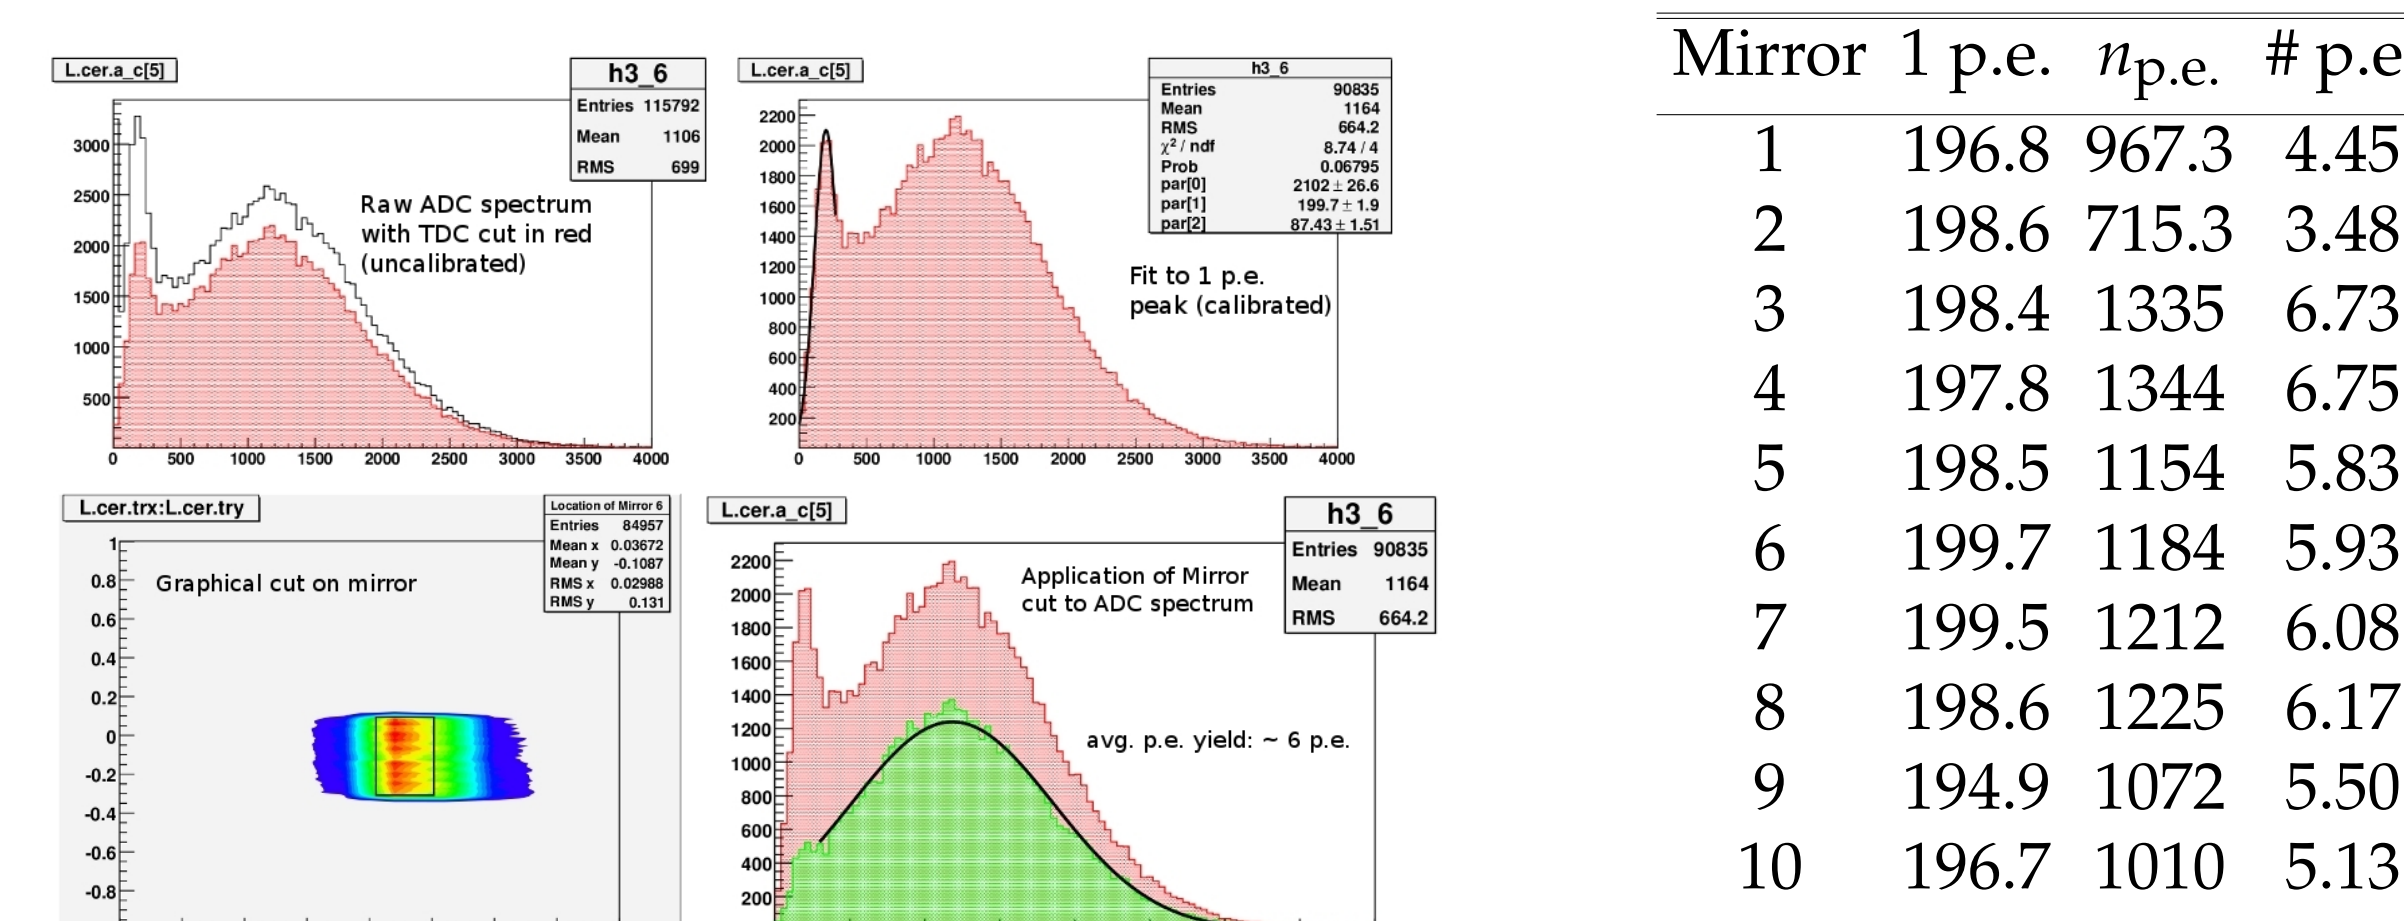 L.cer.a_c[5]
h3_6
Entries 115792
Mean 1106
RMS 699
Raw ADC spectrum
with TDC cut in red
(uncalibrated)
3000
2500
2000
1500
1000
500
0 500 1000 1500 2000 2500 3000 3500 4000
L.cer.a_c[5]
h3_6
Entries 90835
Mean 1164
RMS 664.2
χ² / ndf 8.74 / 4
Prob 0.06795
par[0] 2102 ± 26.6
par[1] 199.7 ± 1.9
par[2] 87.43 ± 1.51
Fit to 1 p.e.
peak (calibrated)
2200
2000
1800
1600
1400
1200
1000
800
600
400
200
0 500 1000 1500 2000 2500 3000 3500 4000
L.cer.trx:L.cer.try
Location of Mirror 6
Entries 84957
Mean x 0.03672
Mean y -0.1087
RMS x 0.02988
RMS y 0.131
Graphical cut on mirror
1
0.8
0.6
0.4
0.2
0
-0.2
-0.4
-0.6
-0.8
L.cer.a_c[5]
h3_6
Entries 90835
Mean 1164
RMS 664.2
Application of Mirror
cut to ADC spectrum
avg. p.e. yield: ~ 6 p.e.
2200
2000
1800
1600
1400
1200
1000
800
600
400
200
Mirror 1 p.e. np.e. # p.e
1 196.8 967.3 4.45
2 198.6 715.3 3.48
3 198.4 1335 6.73
4 197.8 1344 6.75
5 198.5 1154 5.83
6 199.7 1184 5.93
7 199.5 1212 6.08
8 198.6 1225 6.17
9 194.9 1072 5.50
10 196.7 1010 5.13